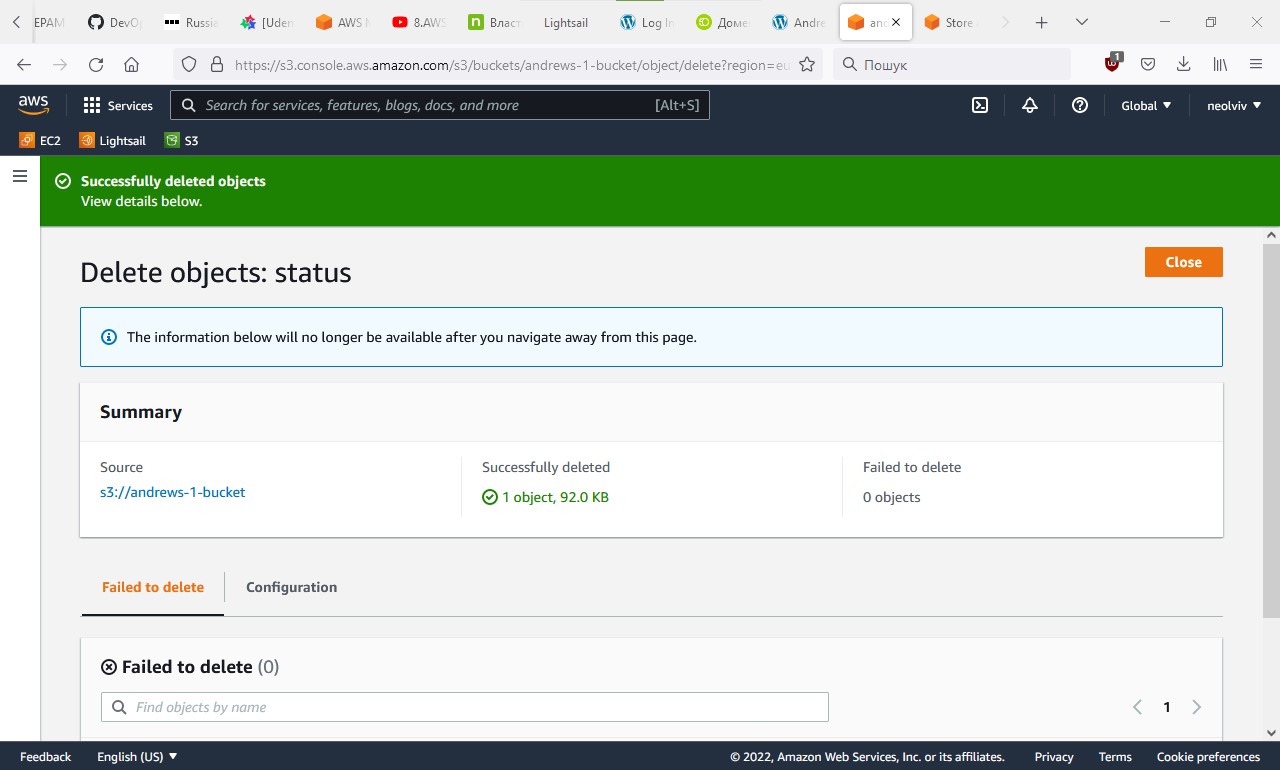 EPAM DevO Russia [Uden AWS 8.AWS Власт Lightsail Log In Доме Andre and Store
https://s3.console.aws.amazon.com/s3/buckets/andrews-1-bucket/object/delete?region=eu Пошук
aws Services Search for services, features, blogs, docs, and more [Alt+S] Global neolviv
EC2 Lightsail S3
Successfully deleted objects
View details below.
Delete objects: status
Close
The information below will no longer be available after you navigate away from this page.
Summary
Source Successfully deleted Failed to delete
s3://andrews-1-bucket 1 object, 92.0 KB 0 objects
Failed to delete Configuration
Failed to delete (0)
Find objects by name 1
Feedback English (US) © 2022, Amazon Web Services, Inc. or its affiliates. Privacy Terms Cookie preferences